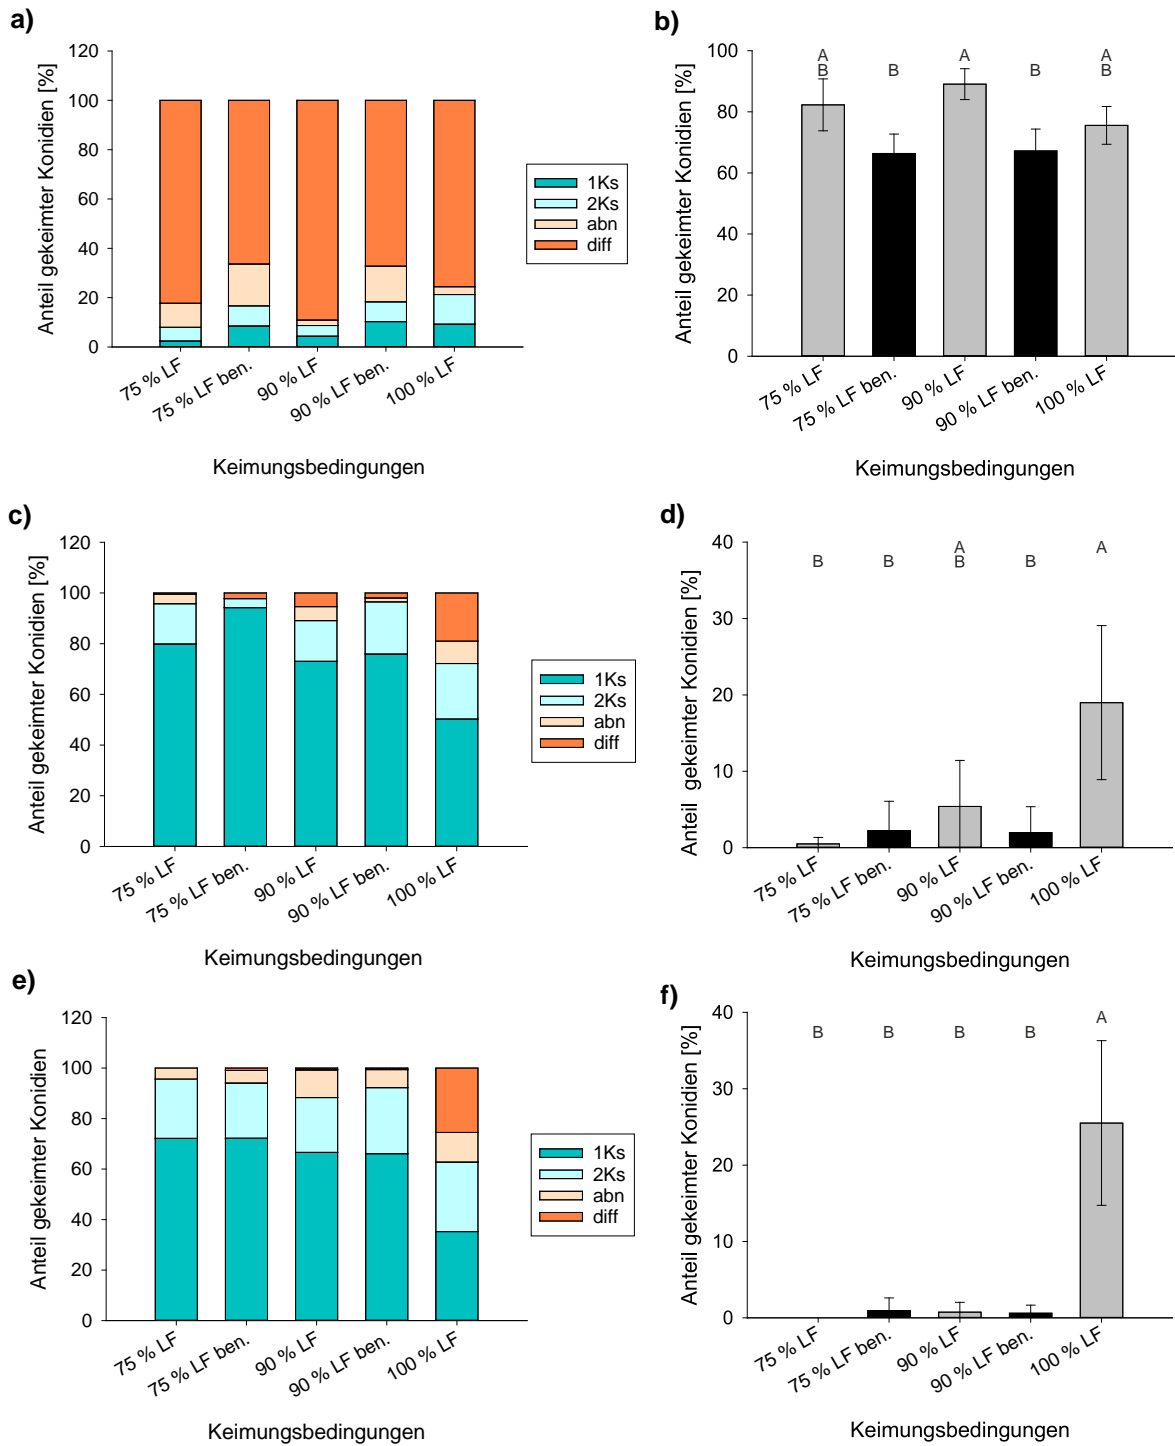 a)
Anteil gekeimter Konidien [%]
120
100
80
60
40
20
0
75 % LF
75 % LF ben.
90 % LF
90 % LF ben.
100 % LF
Keimungsbedingungen
1Ks
2Ks
abn
diff
b)
Anteil gekeimter Konidien [%]
100
80
60
40
20
0
A
B
B
A
B
A
B
75 % LF
75 % LF ben.
90 % LF
90 % LF ben.
100 % LF
Keimungsbedingungen
c)
Anteil gekeimter Konidien [%]
120
100
80
60
40
20
0
75 % LF
75 % LF ben.
90 % LF
90 % LF ben.
100 % LF
Keimungsbedingungen
1Ks
2Ks
abn
diff
d)
Anteil gekeimter Konidien [%]
40
30
20
10
0
B
B
A
B
B
A
75 % LF
75 % LF ben.
90 % LF
90 % LF ben.
100 % LF
Keimungsbedingungen
e)
Anteil gekeimter Konidien
120
100
80
60
40
20
0
75 % LF
75 % LF ben.
90 % LF
90 % LF ben.
100 % LF
Keimungsbedingungen
1Ks
2Ks
abn
diff
f)
Anteil gekeimter Konidien [%]
40
30
20
10
0
B
B
B
B
A
75 % LF
75 % LF ben.
90 % LF
90 % LF ben.
100 % LF
Keimungsbedingungen